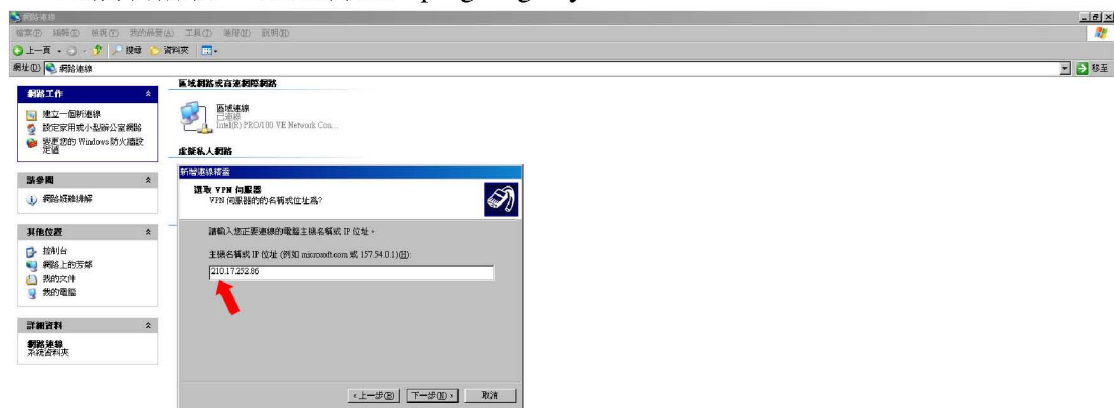 網路連線
檔案(F) 編輯(E) 檢視(V) 我的最愛(A) 工具(T) 進階(N) 說明(H)
上一頁 搜尋 資料夾
網址(D) 網路連線 移至
網路工作
建立一個新連線
設定家用或小型辦公室網路
變更您的 Windows 防火牆設定值
請參閱
網路疑難排解
其他位置
控制台
網路上的芳鄰
我的文件
我的電腦
詳細資料
網路連線
系統資料夾
區域網路或高速網際網路
區域連線
已連線
Intel(R) PRO/100 VE Network Con...
虛擬私人網路
新增連線精靈
選取 VPN 伺服器
VPN 伺服器的的名稱或位址為?
請輸入您正要連線的電腦主機名稱或 IP 位址。
主機名稱或 IP 位址 (例如 microsoft.com 或 157.54.0.1)(H):
210.17.252.86
<上一步(B) 下一步(N)> 取消